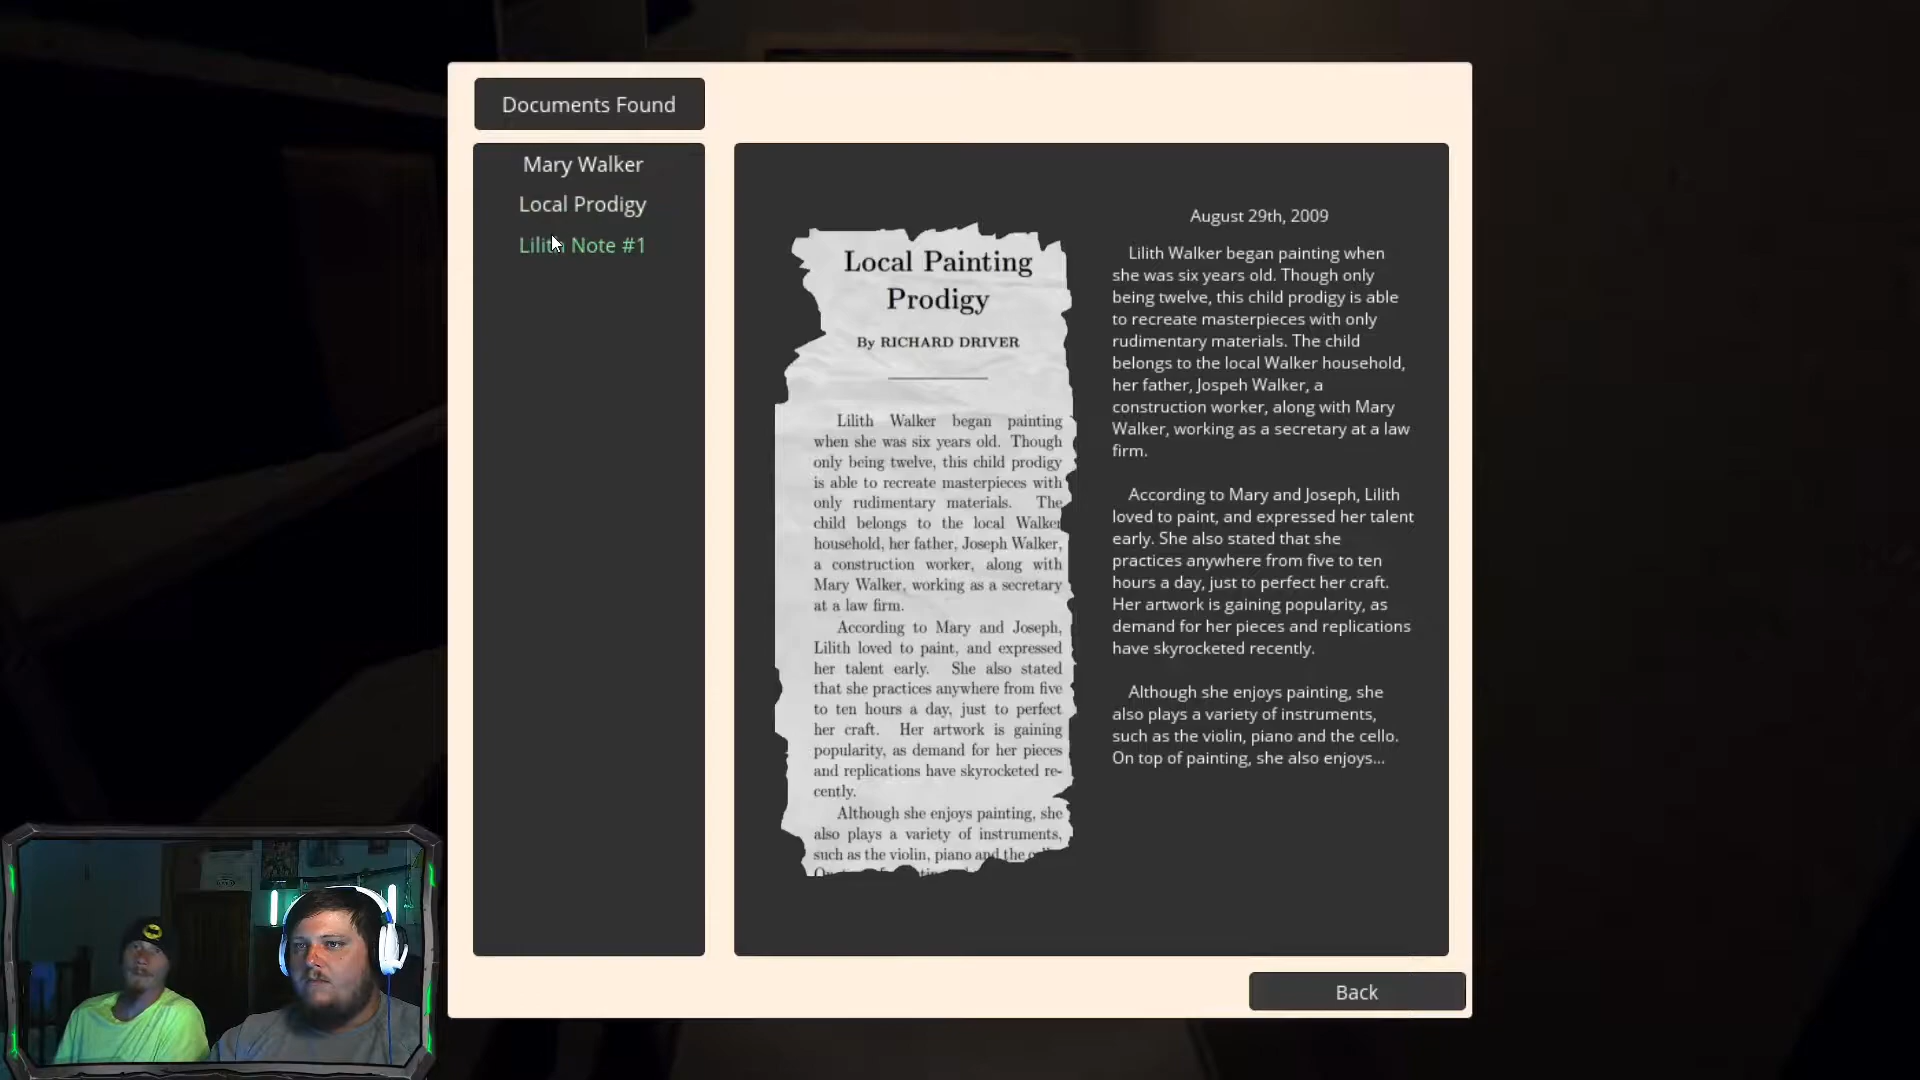 Documents Found
Mary Walker
Local Prodigy
Lilith Note #1
Local Painting
Prodigy
By RICHARD DRIVER
Lilith Walker began painting
when she was six years old. Though
only being twelve, this child prodigy
is able to recreate masterpieces with
only rudimentary materials. The
child belongs to the local Walker
household, her father, Joseph Walker,
a construction worker, along with
Mary Walker, working as a secretary
at a law firm.
According to Mary and Joseph,
Lilith loved to paint, and expressed
her talent early. She also stated
that she practices anywhere from five
to ten hours a day, just to perfect
her craft. Her artwork is gaining
popularity, as demand for her pieces
and replications have skyrocketed re-
cently.
Although she enjoys painting, she
also plays a variety of instruments,
such as the violin, piano and the
August 29th, 2009
Lilith Walker began painting when
she was six years old. Though only
being twelve, this child prodigy is able
to recreate masterpieces with only
rudimentary materials. The child
belongs to the local Walker household,
her father, Jospeh Walker, a
construction worker, along with Mary
Walker, working as a secretary at a law
firm.
According to Mary and Joseph, Lilith
loved to paint, and expressed her talent
early. She also stated that she
practices anywhere from five to ten
hours a day, just to perfect her craft.
Her artwork is gaining popularity, as
demand for her pieces and replications
have skyrocketed recently.
Although she enjoys painting, she
also plays a variety of instruments,
such as the violin, piano and the cello.
On top of painting, she also enjoys...
Back